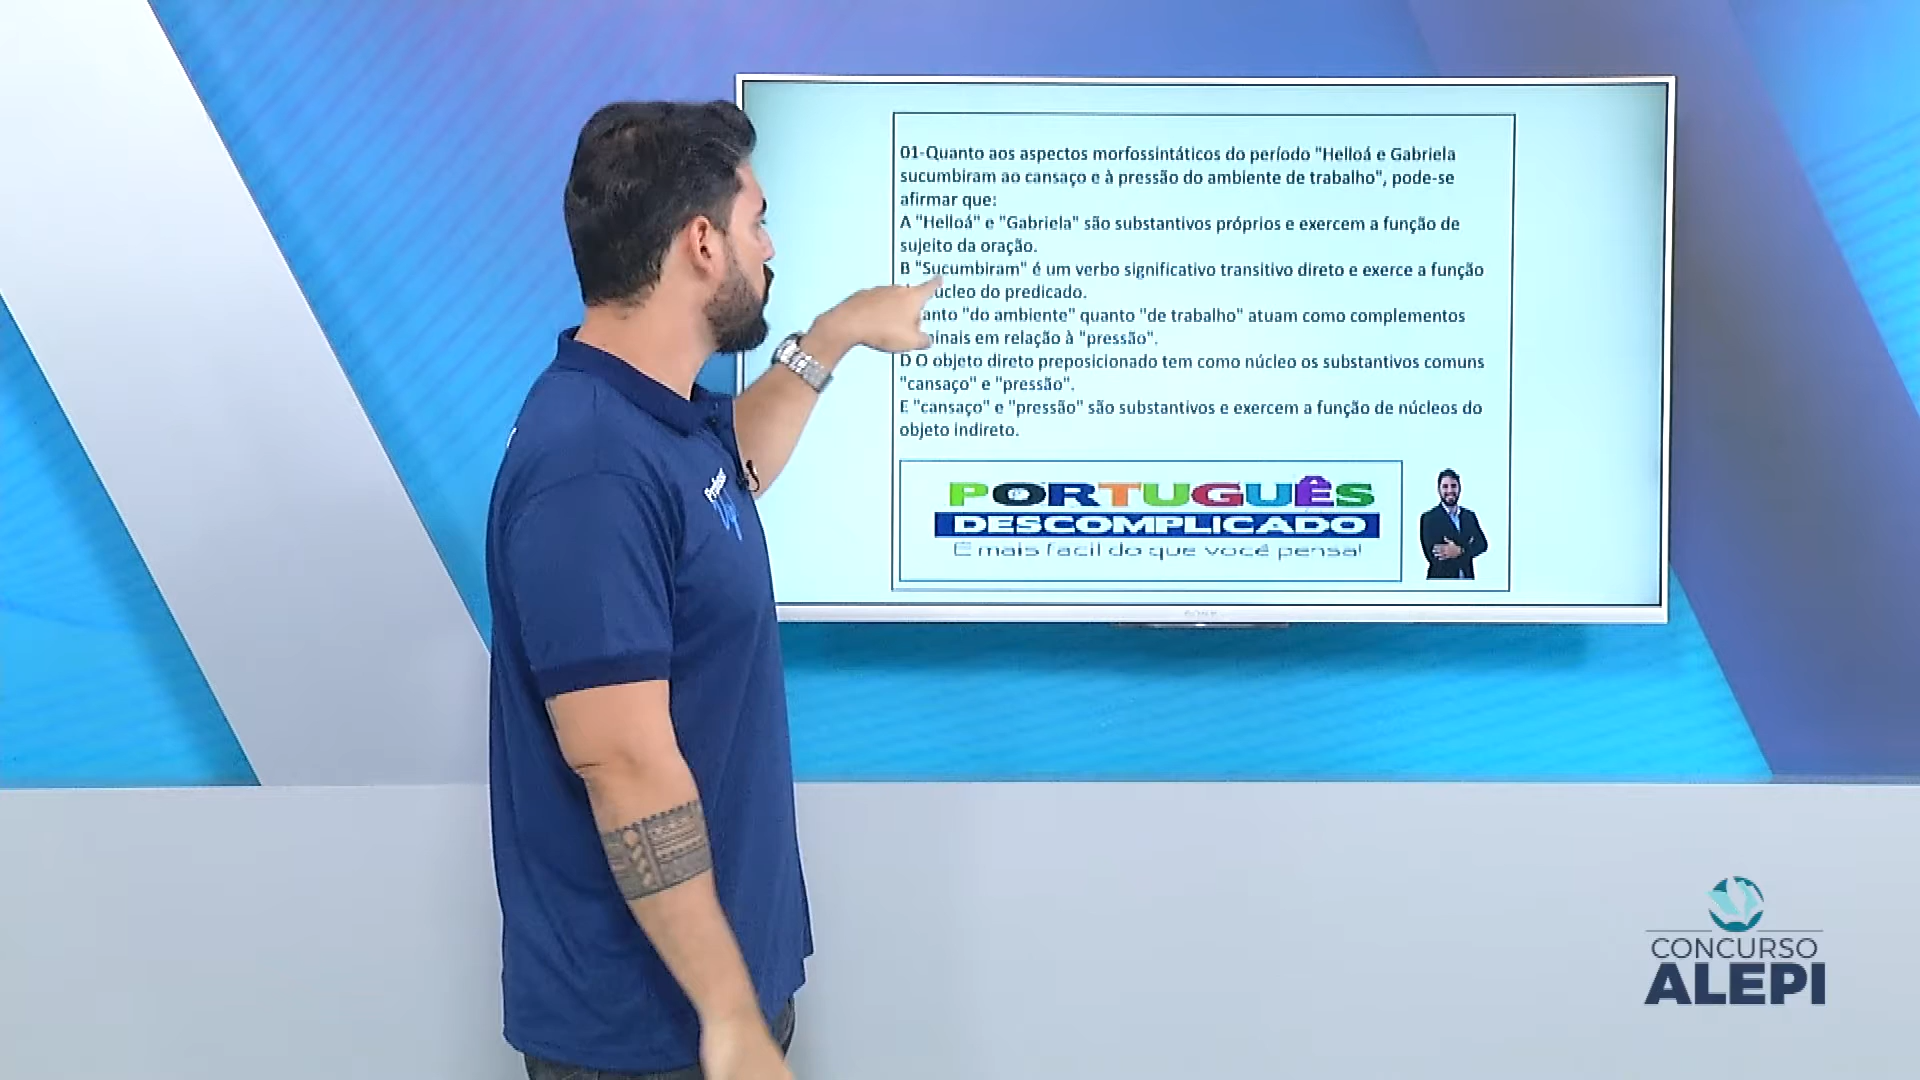 01-Quanto aos aspectos morfossintáticos do período "Helloá e Gabriela
sucumbiram ao cansaço e à pressão do ambiente de trabalho", pode-se
afirmar que:
A "Helloá" e "Gabriela" são substantivos próprios e exercem a função de
sujeito da oração.
B "Sucumbiram" é um verbo significativo transitivo direto e exerce a função
do predicado.
"do ambiente" quanto "de trabalho" atuam como complementos
em relação à "pressão".
D O objeto direto preposicionado tem como núcleo os substantivos comuns
"cansaço" e "pressão".
E "cansaço" e "pressão" são substantivos e exercem a função de núcleos do
objeto indireto.
PORTUGUÊS
DESCOMPLICADO
É mais facil do que você pensa!
SONY
Professor
CONCURSO
ALEPI